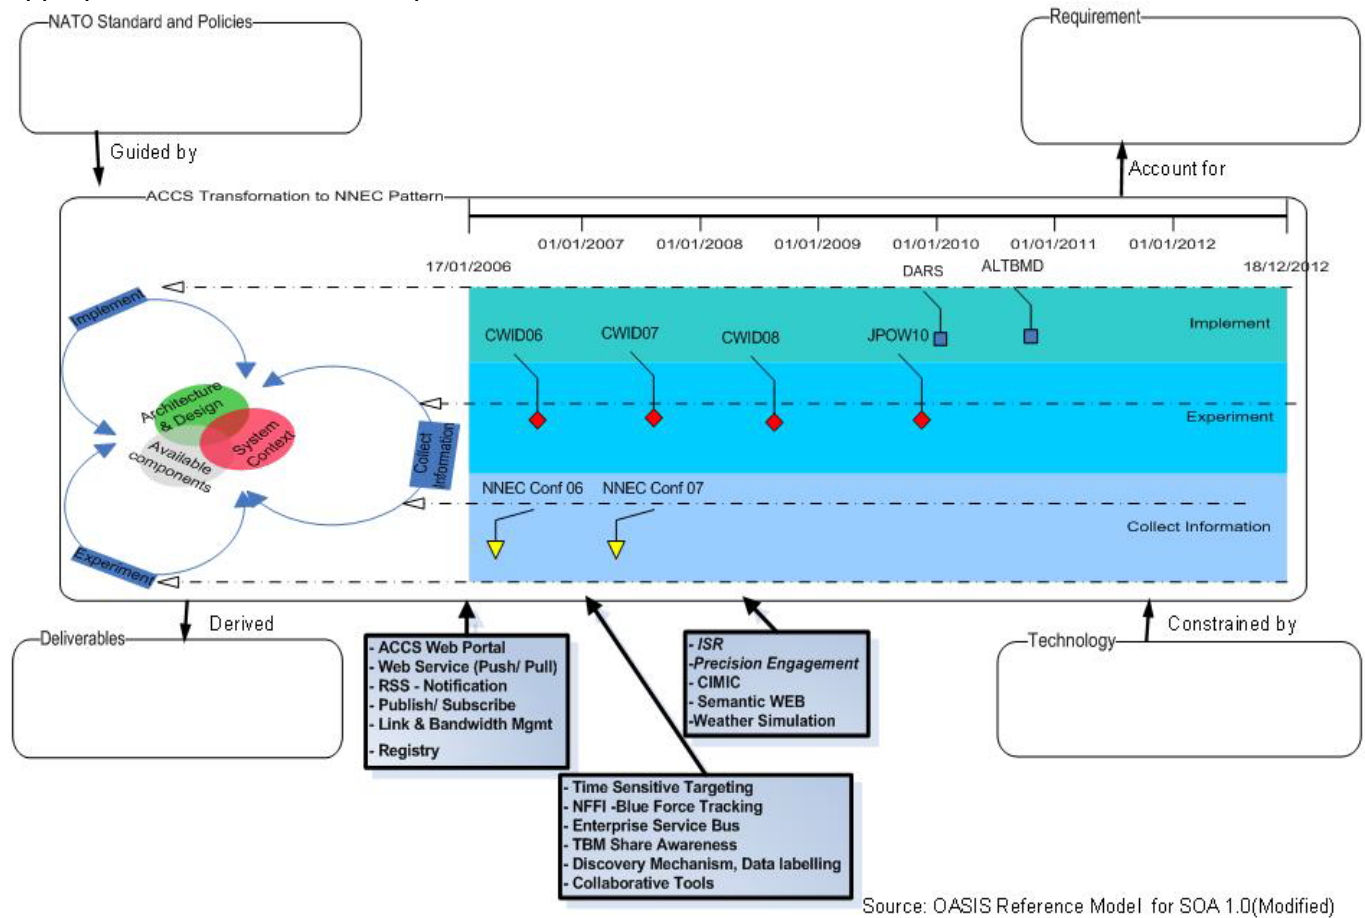 NATO Standard and Policies
Requirement
Guided by
Account for
ACCS Transfornation to NNEC Pattern
01/01/2007
01/01/2008
01/01/2009
01/01/2010
01/01/2011
01/01/2012
17/01/2006
18/12/2012
DARS
ALTBMD
Implement
CWID06
CWID07
CWID08
JPOW10
Implement
Architecture
& Design
System
Context
Available
components
Collect
Information
Experiment
NNEC Conf 06
NNEC Conf 07
Collect Information
Experiment
Derived
Constrained by
Deliverables
Technology
- ACCS Web Portal
- Web Service (Push/ Pull)
- RSS - Notification
- Publish/ Subscribe
- Link & Bandwidth Mgmt
- Registry
- ISR
-Precision Engagement
- CIMIC
- Semantic WEB
-Weather Simulation
- Time Sensitive Targeting
- NFFI -Blue Force Tracking
- Enterprise Service Bus
- TBM Share Awareness
- Discovery Mechanism, Data labelling
- Collaborative Tools
Source: OASIS Reference Model for SOA 1.0(Modified)